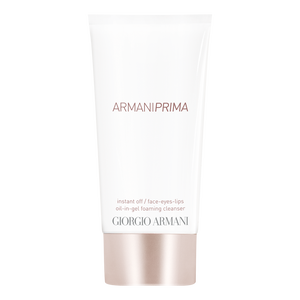 ARMANIPRIMA
instant off / face-eyes-lips
oil-in-gel foaming cleanser
GIORGIO ARMANI